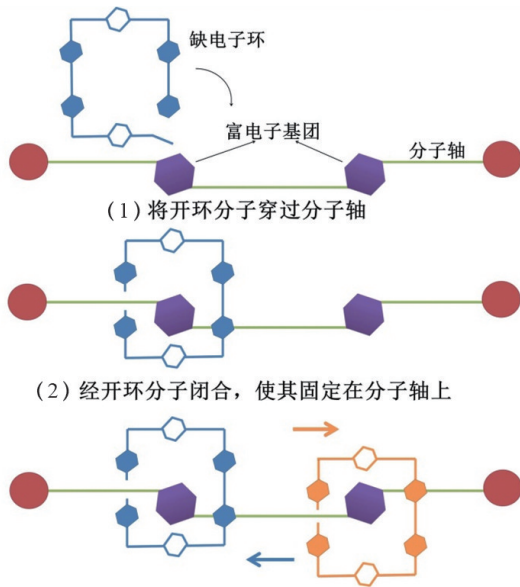 缺电子环
富电子基团
分子轴
(1)将开环分子穿过分子轴
(2)经开环分子闭合，使其固定在分子轴上